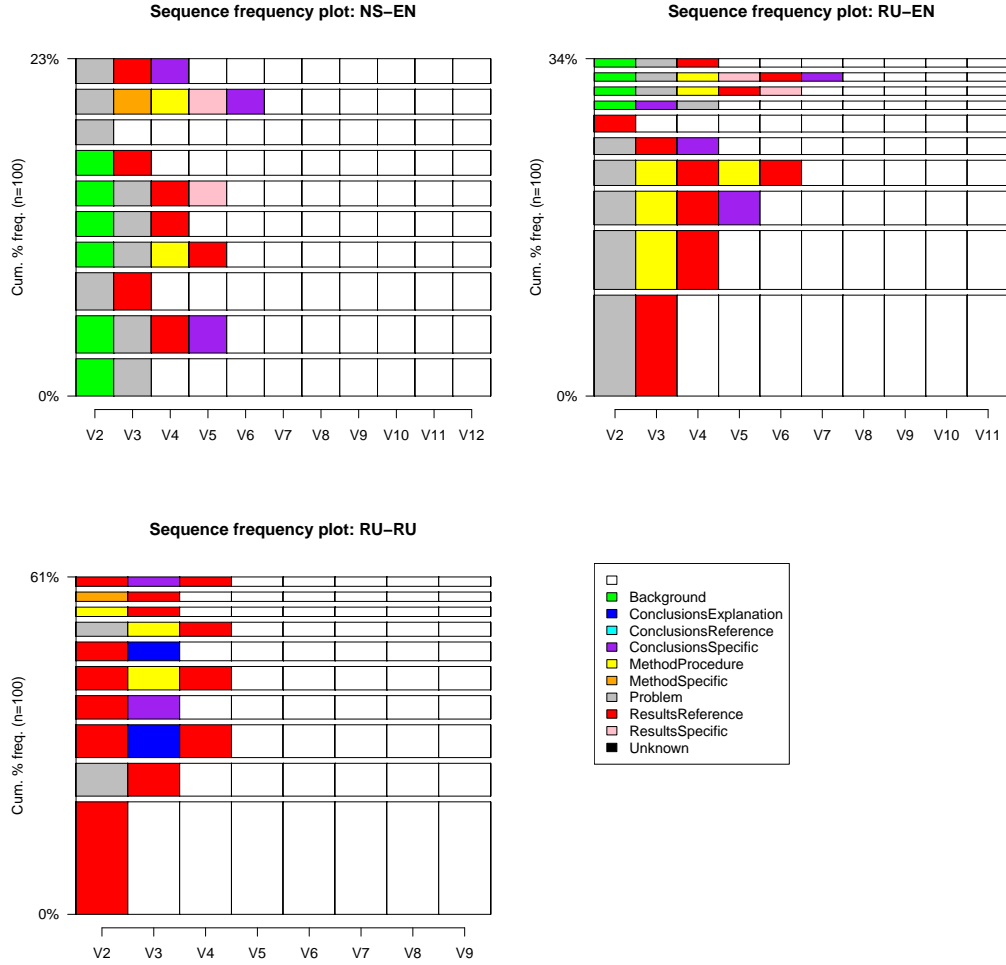 Sequence frequency plot: NS−EN
Cum. % freq. (n=100)
23%
0%
V2 V3 V4 V5 V6 V7 V8 V9 V10 V11 V12
Sequence frequency plot: RU−EN
Cum. % freq. (n=100)
34%
0%
V2 V3 V4 V5 V6 V7 V8 V9 V10 V11
Sequence frequency plot: RU−RU
Cum. % freq. (n=100)
61%
0%
V2 V3 V4 V5 V6 V7 V8 V9
Background
ConclusionsExplanation
ConclusionsReference
ConclusionsSpecific
MethodProcedure
MethodSpecific
Problem
ResultsReference
ResultsSpecific
Unknown